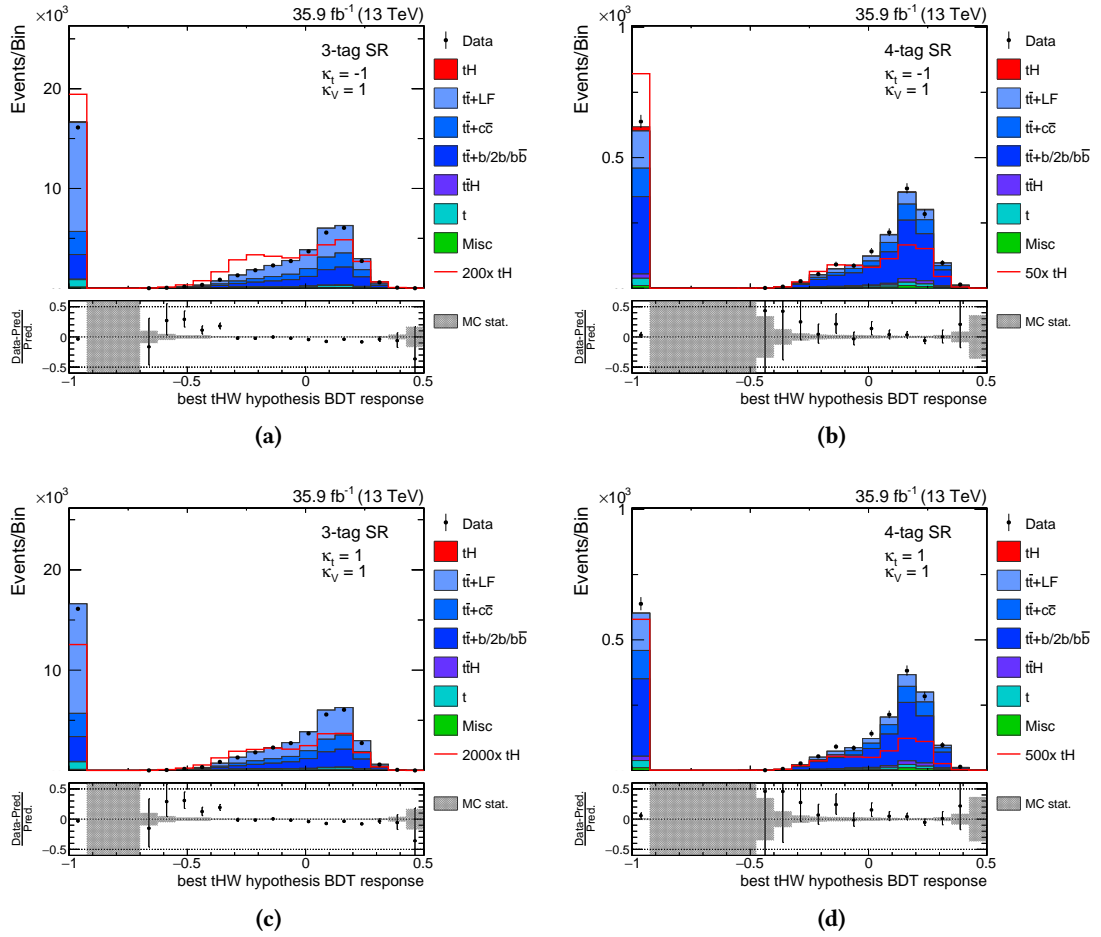 ×10³ 35.9 fb⁻¹ (13 TeV)
Events/Bin
20
10
3-tag SR
κt = -1
κV = 1
Data
tH
tt̄+LF
tt̄+cc̄
tt̄+b/2b/bb̄
tt̄H
t
Misc
200x tH
Data-Pred.
Pred.
0.5
0
−0.5
MC stat.
−1 −0.5 0 0.5
best tHW hypothesis BDT response
(a)
×10³ 35.9 fb⁻¹ (13 TeV)
Events/Bin
1
0.5
4-tag SR
κt = -1
κV = 1
Data
tH
tt̄+LF
tt̄+cc̄
tt̄+b/2b/bb̄
tt̄H
t
Misc
50x tH
Data-Pred.
Pred.
0.5
0
−0.5
MC stat.
−1 −0.5 0 0.5
best tHW hypothesis BDT response
(b)
×10³ 35.9 fb⁻¹ (13 TeV)
Events/Bin
20
10
3-tag SR
κt = 1
κV = 1
Data
tH
tt̄+LF
tt̄+cc̄
tt̄+b/2b/bb̄
tt̄H
t
Misc
2000x tH
Data-Pred.
Pred.
0.5
0
−0.5
MC stat.
−1 −0.5 0 0.5
best tHW hypothesis BDT response
(c)
×10³ 35.9 fb⁻¹ (13 TeV)
Events/Bin
1
0.5
4-tag SR
κt = 1
κV = 1
Data
tH
tt̄+LF
tt̄+cc̄
tt̄+b/2b/bb̄
tt̄H
t
Misc
500x tH
Data-Pred.
Pred.
0.5
0
−0.5
MC stat.
−1 −0.5 0 0.5
best tHW hypothesis BDT response
(d)